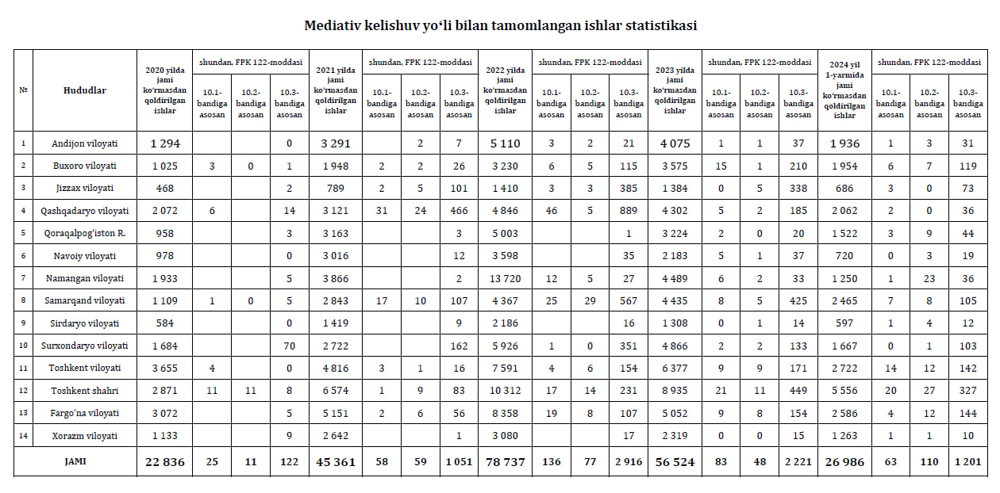 Mediativ kelishuv yoʻli bilan tamomlangan ishlar statistikasi
№ Hududlar 2020 yilda jami koʻrmasdan qoldirilgan ishlar shundan, FPK 122-moddasi 2021 yilda jami koʻrmasdan qoldirilgan ishlar shundan, FPK 122-moddasi 2022 yilda jami koʻrmasdan qoldirilgan ishlar shundan, FPK 122-moddasi 2023 yilda jami koʻrmasdan qoldirilgan ishlar shundan, FPK 122-moddasi 2024 yil 1-yarmida jami koʻrmasdan qoldirilgan ishlar shundan, FPK 122-moddasi
10.1-bandiga asosan 10.2-bandiga asosan 10.3-bandiga asosan 10.1-bandiga asosan 10.2-bandiga asosan 10.3-bandiga asosan 10.1-bandiga asosan 10.2-bandiga asosan 10.3-bandiga asosan 10.1-bandiga asosan 10.2-bandiga asosan 10.3-bandiga asosan 10.1-bandiga asosan 10.2-bandiga asosan 10.3-bandiga asosan
1 Andijon viloyati 1 294 0 3 291 2 7 5 110 3 2 21 4 075 1 1 37 1 936 1 3 31
2 Buxoro viloyati 1 025 3 0 1 1 948 2 2 26 3 230 6 5 115 3 575 15 1 210 1 954 6 7 119
3 Jizzax viloyati 468 2 789 2 5 101 1 410 3 3 385 1 384 0 5 338 686 3 0 73
4 Qashqadaryo viloyati 2 072 6 14 3 121 31 24 466 4 846 46 5 889 4 302 5 2 185 2 062 2 0 36
5 Qoraqalpogʻiston R. 958 3 3 163 3 5 003 1 3 224 2 0 20 1 522 3 9 44
6 Navoiy viloyati 978 0 3 016 12 3 598 35 2 183 5 1 37 720 0 3 19
7 Namangan viloyati 1 933 5 3 866 2 13 720 12 5 27 4 489 6 2 33 1 250 1 23 36
8 Samarqand viloyati 1 109 1 0 5 2 843 17 10 107 4 367 25 29 567 4 435 8 5 425 2 465 7 8 105
9 Sirdaryo viloyati 584 0 1 419 9 2 186 16 1 308 0 1 14 597 1 4 12
10 Surxondaryo viloyati 1 684 70 2 722 162 5 926 1 0 351 4 866 2 2 133 1 667 0 1 103
11 Toshkent viloyati 3 655 4 0 4 816 3 1 16 7 591 4 6 154 6 377 9 9 171 2 722 14 12 142
12 Toshkent shahri 2 871 11 11 8 6 574 1 9 83 10 312 17 14 231 8 935 21 11 449 5 556 20 27 327
13 Fargoʻna viloyati 3 072 5 5 151 2 6 56 8 358 19 8 107 5 052 9 8 154 2 586 4 12 144
14 Xorazm viloyati 1 133 9 2 642 1 3 080 17 2 319 0 0 15 1 263 1 1 10
JAMI 22 836 25 11 122 45 361 58 59 1 051 78 737 136 77 2 916 56 524 83 48 2 221 26 986 63 110 1 201